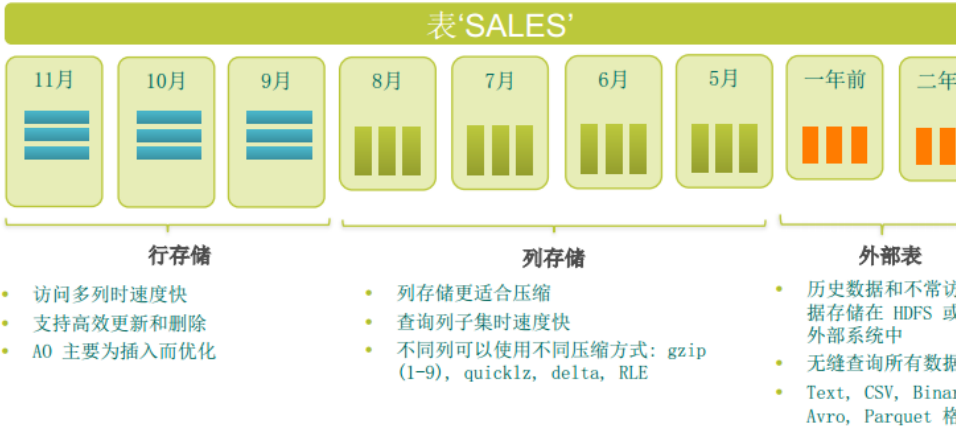 表‘SALES’
11月
10月
9月
8月
7月
6月
5月
一年前
二年
行存储
• 访问多列时速度快
• 支持高效更新和删除
• AO 主要为插入而优化
列存储
• 列存储更适合压缩
• 查询列子集时速度快
• 不同列可以使用不同压缩方式: gzip
(1-9), quicklz, delta, RLE
外部表
• 历史数据和不常访
据存储在 HDFS 或
外部系统中
• 无缝查询所有数据
• Text, CSV, Binar
Avro, Parquet 格